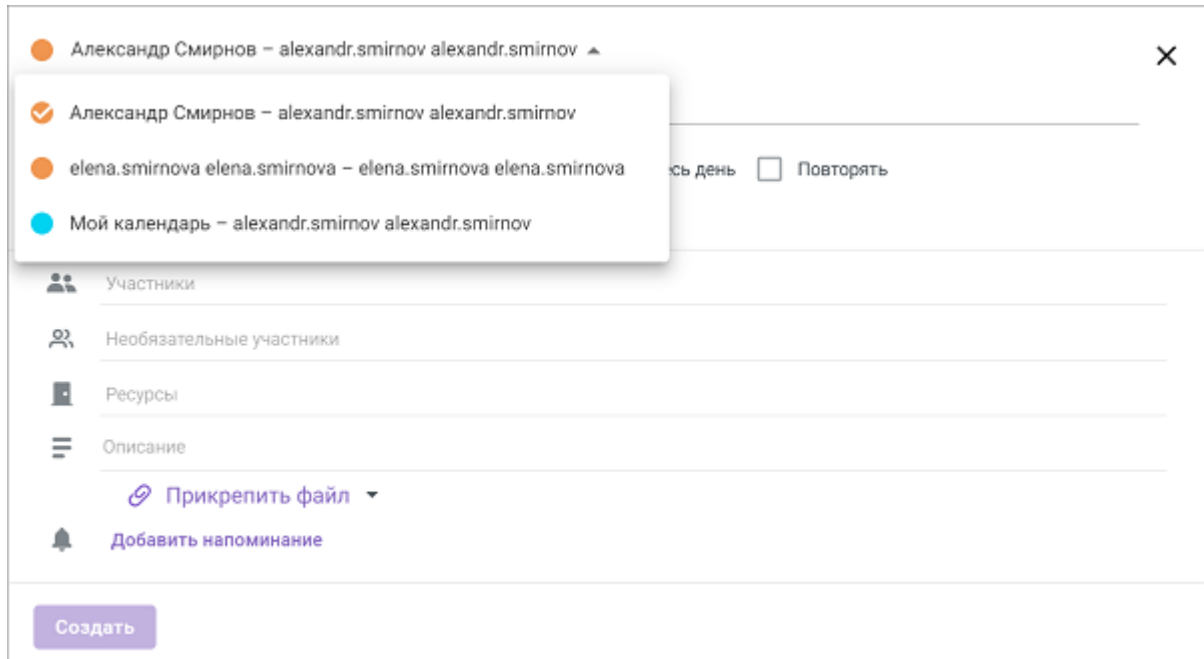 Александр Смирнов – alexandr.smirnov alexandr.smirnov
Александр Смирнов – alexandr.smirnov alexandr.smirnov
elena.smirnova elena.smirnova – elena.smirnova elena.smirnova
день Повторять
Мой календарь – alexandr.smirnov alexandr.smirnov
Участники
Необязательные участники
Ресурсы
Описание
Прикрепить файл
Добавить напоминание
Создать